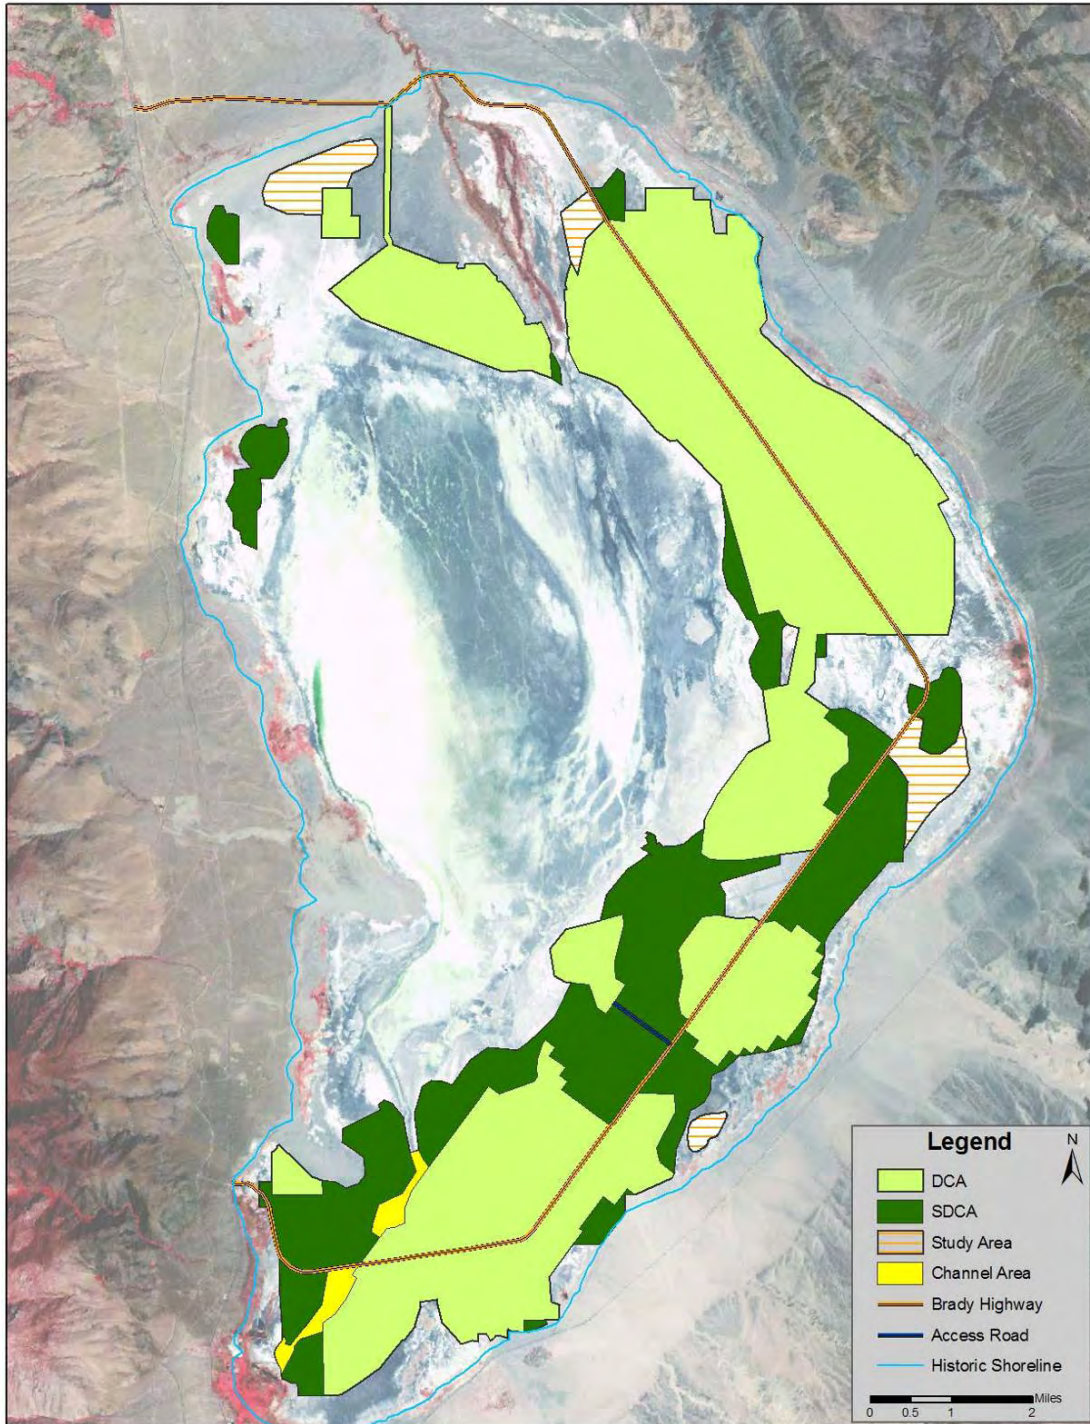 Legend
N
DCA
SDCA
Study Area
Channel Area
Brady Highway
Access Road
Historic Shoreline
Miles
0 0.5 1 2